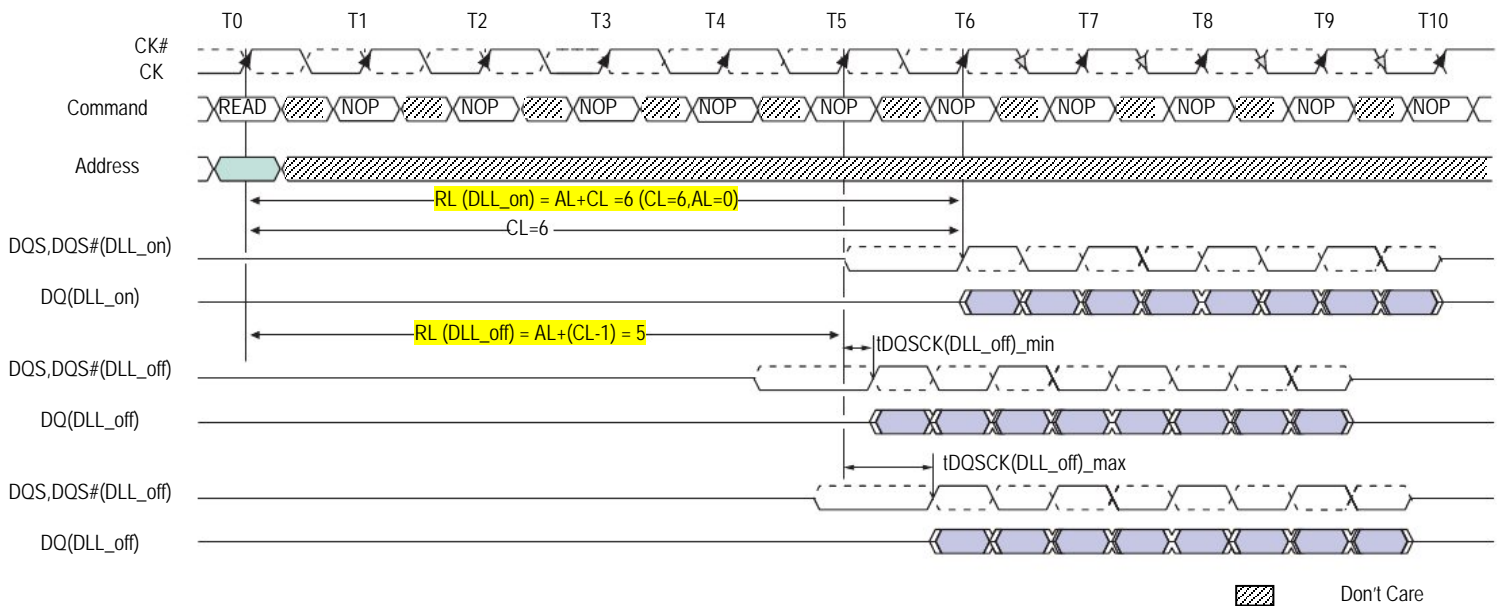 T0 T1 T2 T3 T4 T5 T6 T7 T8 T9 T10
CK#
CK
Command READ NOP NOP NOP NOP NOP NOP NOP NOP NOP NOP
Address
RL (DLL_on) = AL+CL =6 (CL=6,AL=0)
CL=6
DQS,DQS#(DLL_on)
DQ(DLL_on)
RL (DLL_off) = AL+(CL-1) = 5
tDQSCK(DLL_off)_min
DQS,DQS#(DLL_off)
DQ(DLL_off)
tDQSCK(DLL_off)_max
DQS,DQS#(DLL_off)
DQ(DLL_off)
Don't Care